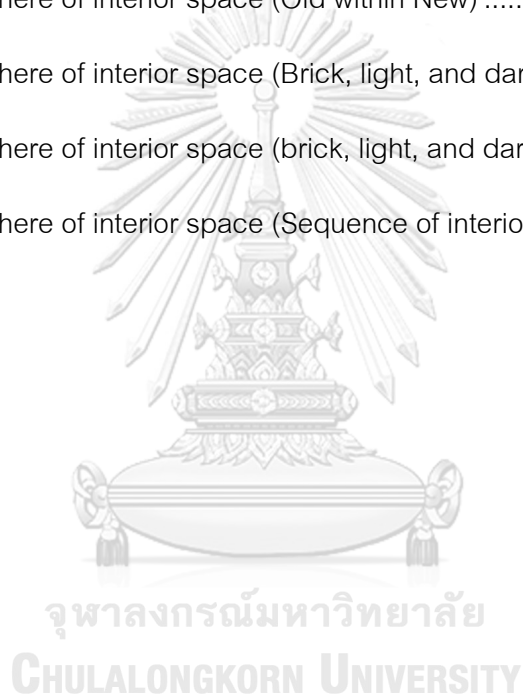 here of interior space (Old within New) .....
here of interior space (Brick, light, and dar
here of interior space (brick, light, and dar
here of interior space (Sequence of interio
จุฬาลงกรณ์มหาวิทยาลัย
CHULALONGKORN UNIVERSITY